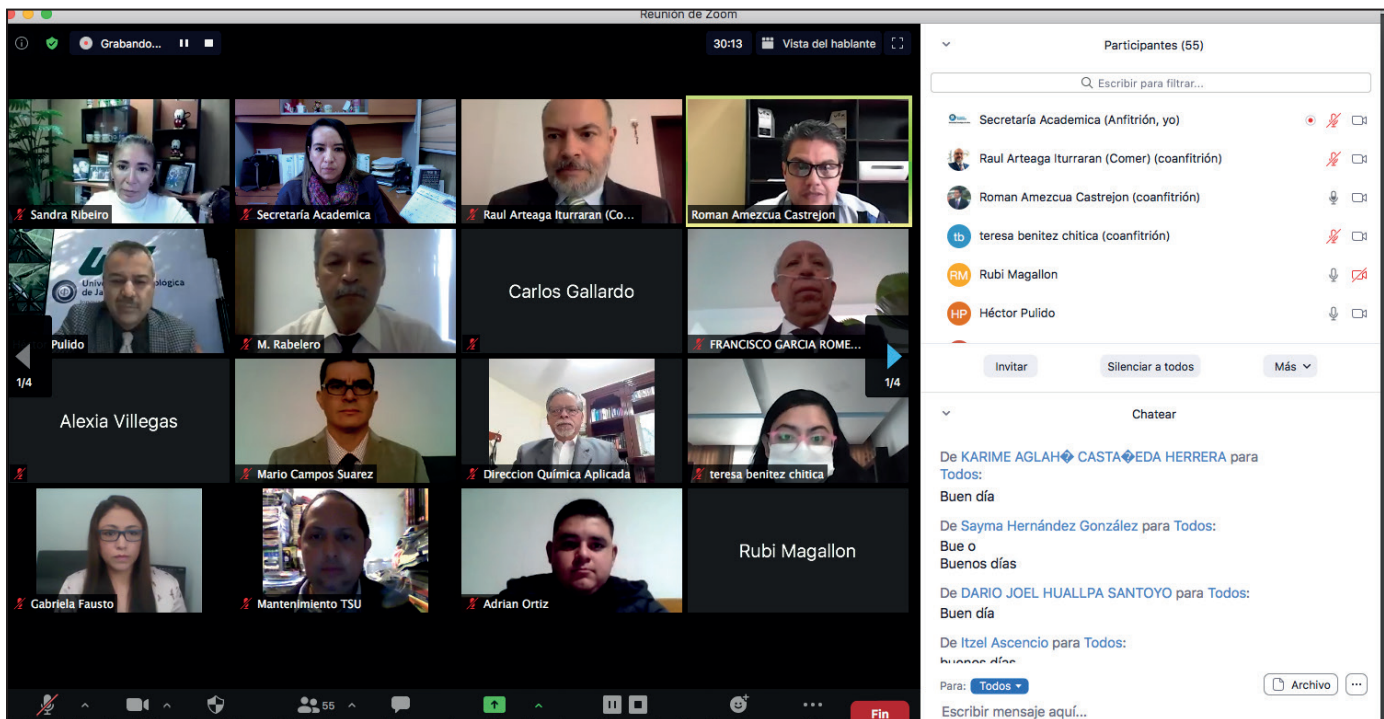 Reunión de Zoom
Grabando...
30:13
Vista del hablante
Sandra Ribeiro
Secretaría Academica
Raul Arteaga Iturraran (Co...
Roman Amezcua Castrejon
Pulido
M. Rabelero
Carlos Gallardo
FRANCISCO GARCIA ROME...
1/4
1/4
Alexia Villegas
Mario Campos Suarez
Direccion Química Aplicada
teresa benitez chitica
Gabriela Fausto
Mantenimiento TSU
Adrian Ortiz
Rubi Magallon
55
Fin
Participantes (55)
Escribir para filtrar...
Secretaría Academica (Anfitrión, yo)
Raul Arteaga Iturraran (Comer) (coanfitrión)
Roman Amezcua Castrejon (coanfitrión)
tb
teresa benitez chitica (coanfitrión)
RM
Rubi Magallon
HP
Héctor Pulido
Invitar
Silenciar a todos
Más
Chatear
De KARIME AGLAH� CASTA�EDA HERRERA para
Todos:
Buen día
De Sayma Hernández González para Todos:
Bue o
Buenos días
De DARIO JOEL HUALLPA SANTOYO para Todos:
Buen día
De Itzel Ascencio para Todos:
buenos días
Para: Todos
Archivo
Escribir mensaje aquí...